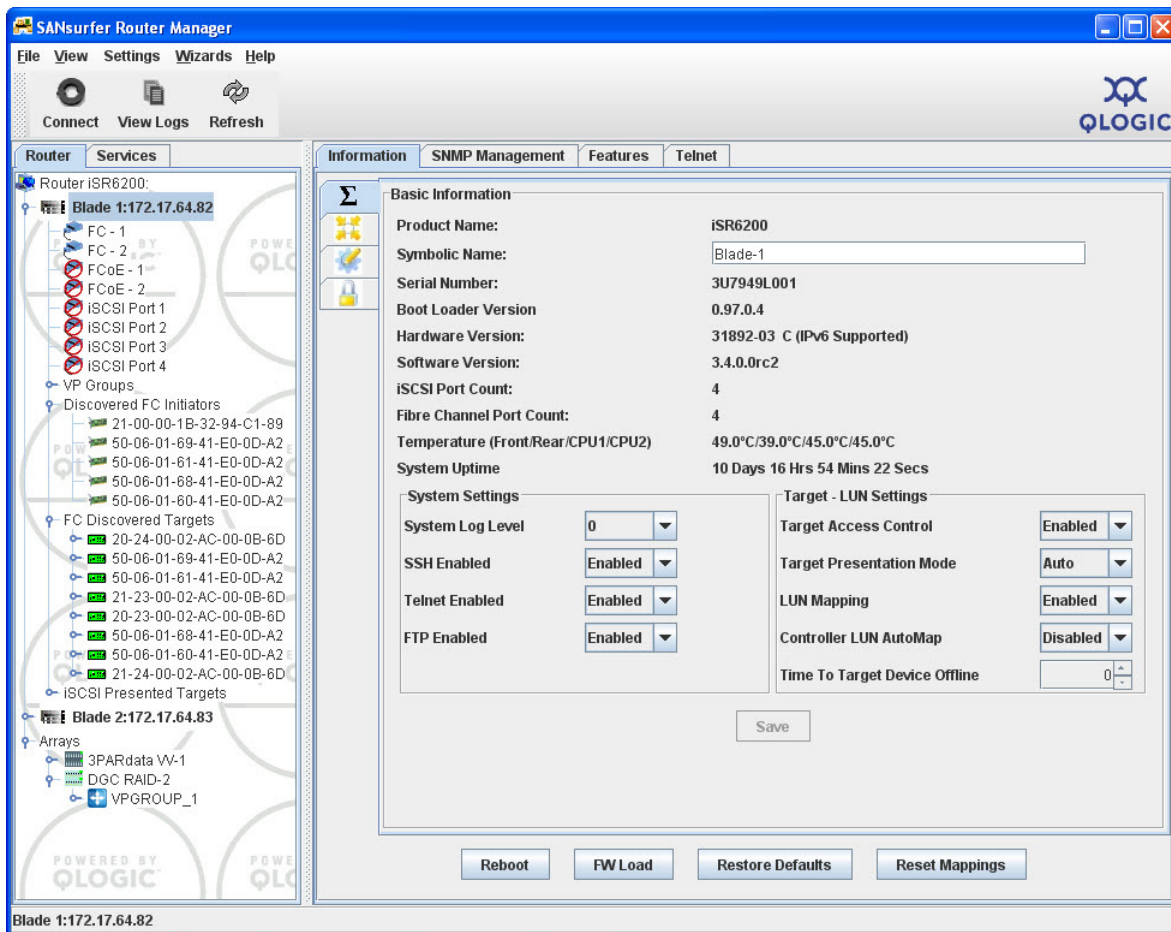 SANsurfer Router Manager
File View Settings Wizards Help
Connect View Logs Refresh
QLOGIC
Router Services
Router iSR6200:
Blade 1:172.17.64.82
FC - 1
FC - 2
FCoE - 1
FCoE - 2
iSCSI Port 1
iSCSI Port 2
iSCSI Port 3
iSCSI Port 4
VP Groups
Discovered FC Initiators
21-00-00-1B-32-94-C1-89
50-06-01-69-41-E0-0D-A2
50-06-01-61-41-E0-0D-A2
50-06-01-68-41-E0-0D-A2
50-06-01-60-41-E0-0D-A2
FC Discovered Targets
20-24-00-02-AC-00-0B-6D
50-06-01-69-41-E0-0D-A2
50-06-01-61-41-E0-0D-A2
21-23-00-02-AC-00-0B-6D
20-23-00-02-AC-00-0B-6D
50-06-01-68-41-E0-0D-A2
50-06-01-60-41-E0-0D-A2
21-24-00-02-AC-00-0B-6D
iSCSI Presented Targets
Blade 2:172.17.64.83
Arrays
3PARdata VV-1
DGC RAID-2
VPGROUP_1
POWERED BY
QLOGIC
Information SNMP Management Features Telnet
Σ
Basic Information
Product Name: iSR6200
Symbolic Name: Blade-1
Serial Number: 3U7949L001
Boot Loader Version 0.97.0.4
Hardware Version: 31892-03 C (IPv6 Supported)
Software Version: 3.4.0.0rc2
iSCSI Port Count: 4
Fibre Channel Port Count: 4
Temperature (Front/Rear/CPU1/CPU2) 49.0°C/39.0°C/45.0°C/45.0°C
System Uptime 10 Days 16 Hrs 54 Mins 22 Secs
System Settings
System Log Level 0
SSH Enabled Enabled
Telnet Enabled Enabled
FTP Enabled Enabled
Target - LUN Settings
Target Access Control Enabled
Target Presentation Mode Auto
LUN Mapping Enabled
Controller LUN AutoMap Disabled
Time To Target Device Offline 0
Save
Reboot FW Load Restore Defaults Reset Mappings
Blade 1:172.17.64.82